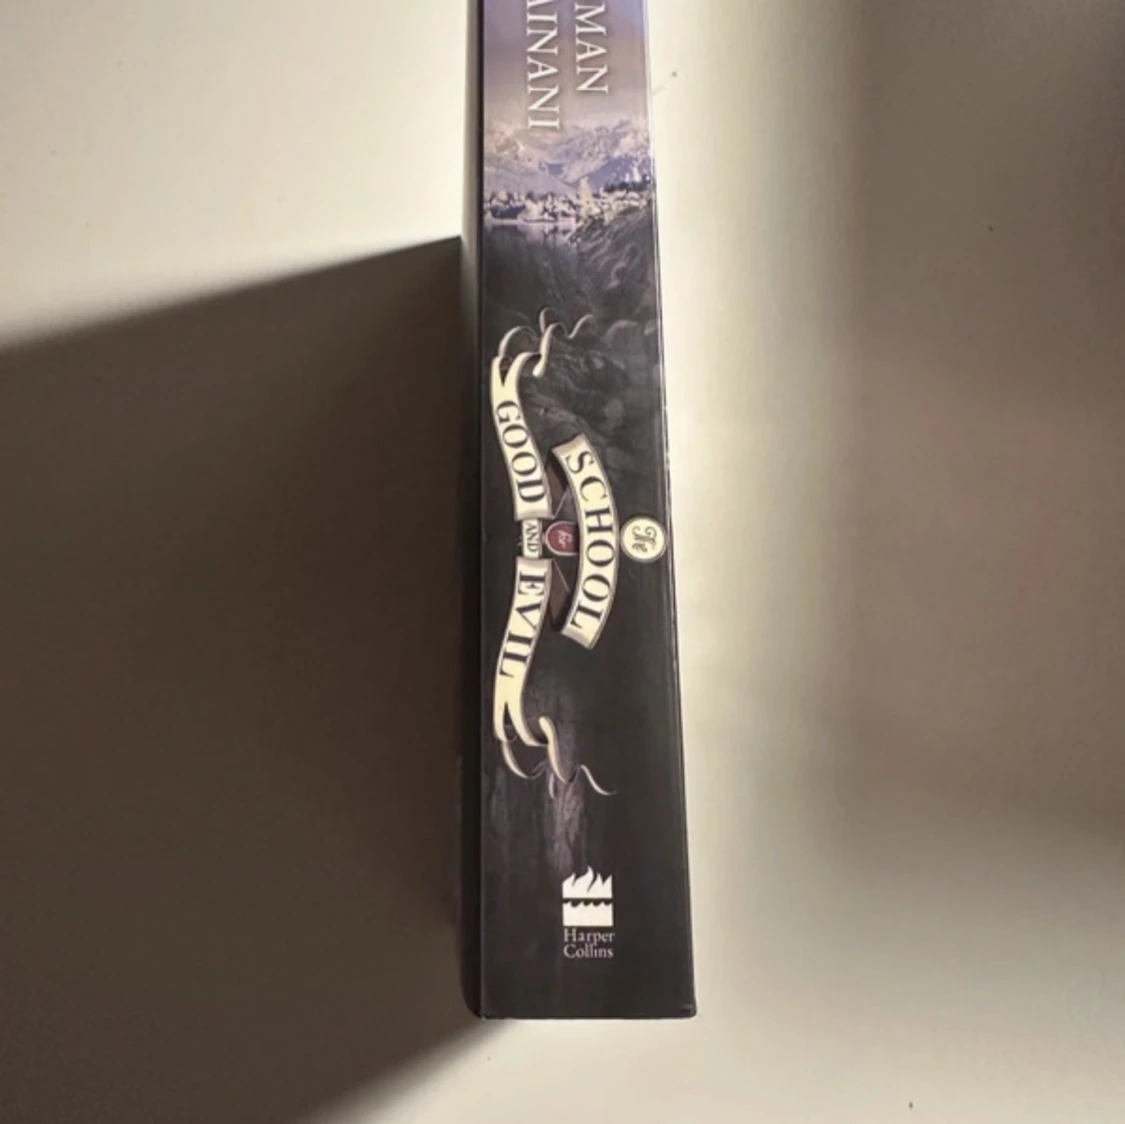 MAN
AINANI
The
SCHOOL
for
GOOD AND EVIL
Harper
Collins